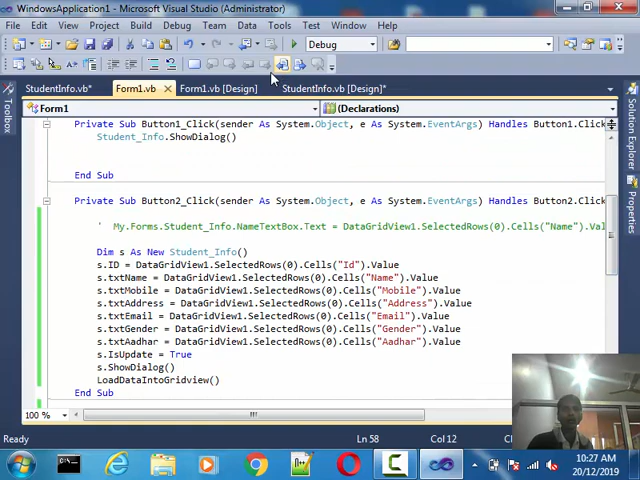 WindowsApplication1 - Microsoft Visual Studio (Administrator)
File Edit View Project Build Debug Team Data Tools Test Window Help
Debug
StudentInfo.vb* Form1.vb Form1.vb [Design] StudentInfo.vb [Design]*
Form1 (Declarations)
Private Sub Button1_Click(sender As System.Object, e As System.EventArgs) Handles Button1.Click
Student_Info.ShowDialog()
End Sub
Private Sub Button2_Click(sender As System.Object, e As System.EventArgs) Handles Button2.Click
' My.Forms.Student_Info.NameTextBox.Text = DataGridView1.SelectedRows(0).Cells("Name").Val
Dim s As New Student_Info()
s.ID = DataGridView1.SelectedRows(0).Cells("Id").Value
s.txtName = DataGridView1.SelectedRows(0).Cells("Name").Value
s.txtMobile = DataGridView1.SelectedRows(0).Cells("Mobile").Value
s.txtAddress = DataGridView1.SelectedRows(0).Cells("Address").Value
s.txtEmail = DataGridView1.SelectedRows(0).Cells("Email").Value
s.txtGender = DataGridView1.SelectedRows(0).Cells("Gender").Value
s.txtAadhar = DataGridView1.SelectedRows(0).Cells("Aadhar").Value
s.IsUpdate = True
s.ShowDialog()
LoadDataIntoGridview()
End Sub
100 %
Ready Ln 58 Col 12
10:27 AM
20/12/2019
Toolbox
Solution Explorer
Properties